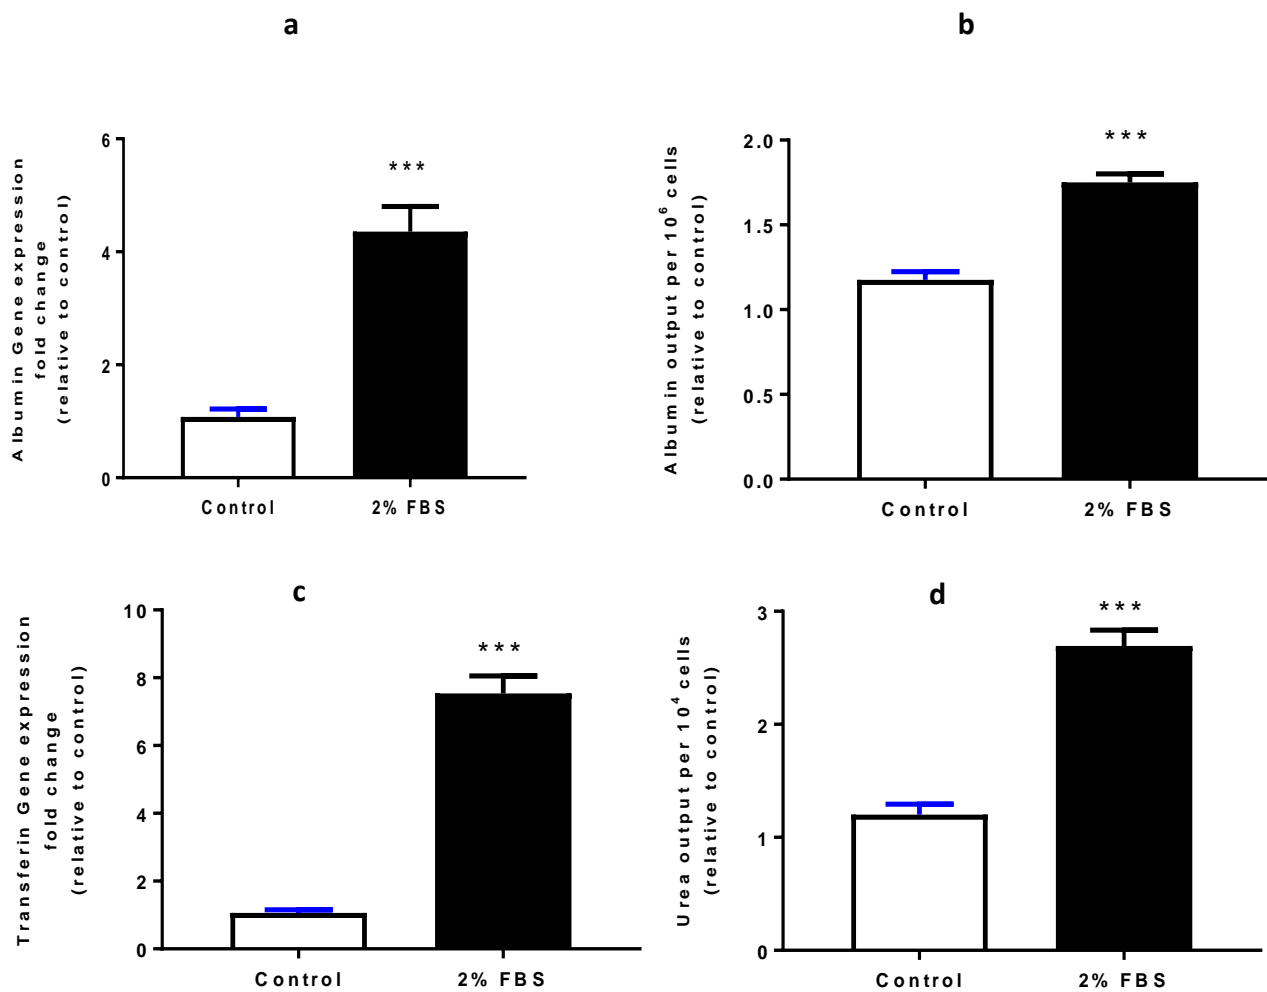 a
Albumin Gene expression
fold change
(relative to control)
6
4
2
0
***
Control
2% FBS
b
Albumin output per 10⁶ cells
(relative to control)
2.0
1.5
1.0
0.5
0.0
***
Control
2% FBS
c
Transferin Gene expression
fold change
(relative to control)
10
8
6
4
2
0
***
Control
2% FBS
d
Urea output per 10⁴ cells
(relative to control)
3
2
1
0
***
Control
2% FBS